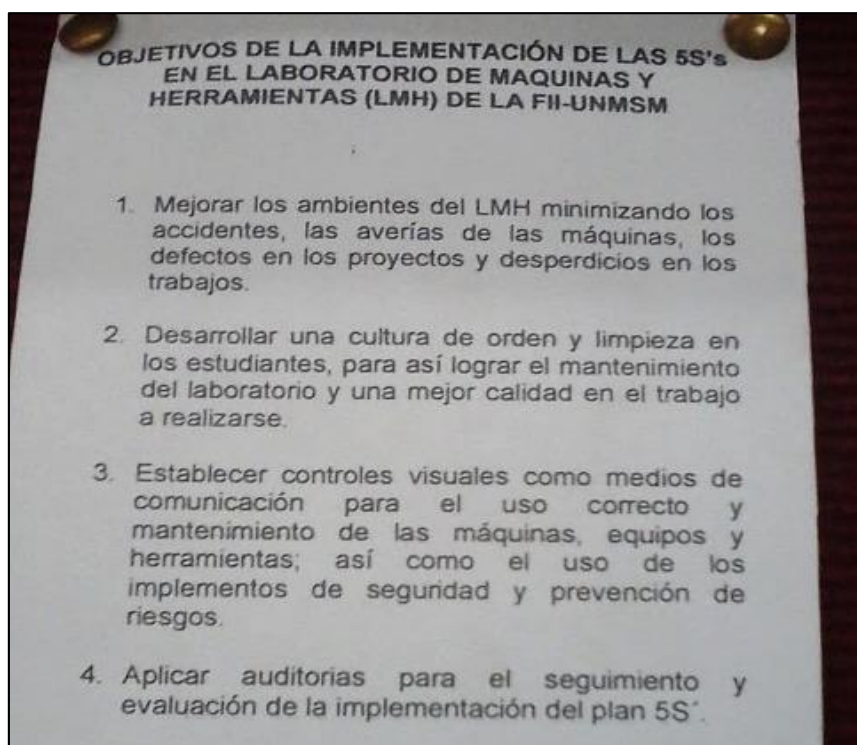 OBJETIVOS DE LA IMPLEMENTACIÓN DE LAS 5S's
EN EL LABORATORIO DE MAQUINAS Y
HERRAMIENTAS (LMH) DE LA FII-UNMSM
1. Mejorar los ambientes del LMH minimizando los
accidentes, las averías de las máquinas, los
defectos en los proyectos y desperdicios en los
trabajos.
2. Desarrollar una cultura de orden y limpieza en
los estudiantes, para así lograr el mantenimiento
del laboratorio y una mejor calidad en el trabajo
a realizarse.
3. Establecer controles visuales como medios de
comunicación para el uso correcto y
mantenimiento de las máquinas, equipos y
herramientas; así como el uso de los
implementos de seguridad y prevención de
riesgos.
4. Aplicar auditorias para el seguimiento y
evaluación de la implementación del plan 5S´.